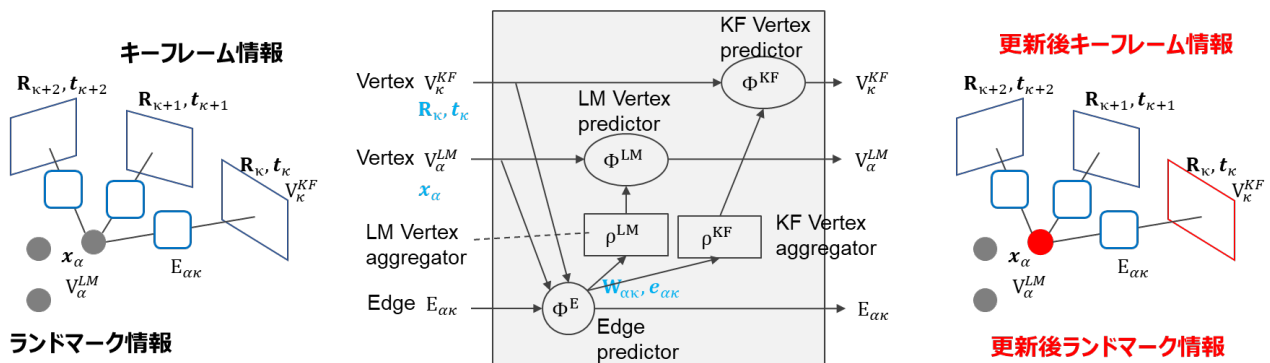 キーフレーム情報
R_{κ+2}, t_{κ+2}
R_{κ+1}, t_{κ+1}
R_κ, t_κ
V_κ^{KF}
x_α
V_α^{LM}
E_{ακ}
ランドマーク情報
KF Vertex
predictor
Vertex V_κ^{KF}
R_κ, t_κ
Φ^{KF}
V_κ^{KF}
LM Vertex
predictor
Vertex V_α^{LM}
x_α
Φ^{LM}
V_α^{LM}
LM Vertex
aggregator
ρ^{LM}
ρ^{KF}
KF Vertex
aggregator
W_{ακ}, e_{ακ}
Edge E_{ακ}
Φ^E
E_{ακ}
Edge
predictor
更新後キーフレーム情報
R_{κ+2}, t_{κ+2}
R_{κ+1}, t_{κ+1}
R_κ, t_κ
V_κ^{KF}
x_α
V_α^{LM}
E_{ακ}
更新後ランドマーク情報